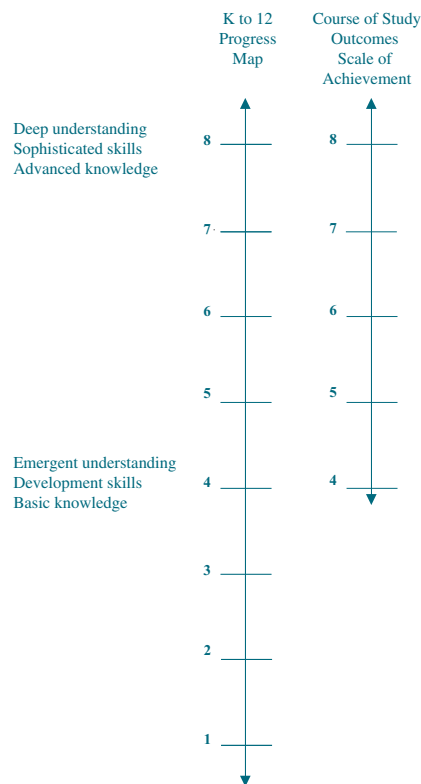 K to 12
Progress
Map
Course of Study
Outcomes
Scale of
Achievement
Deep understanding
Sophisticated skills
Advanced knowledge
8
8
7
7
6
6
5
5
Emergent understanding
Development skills
Basic knowledge
4
4
3
2
1